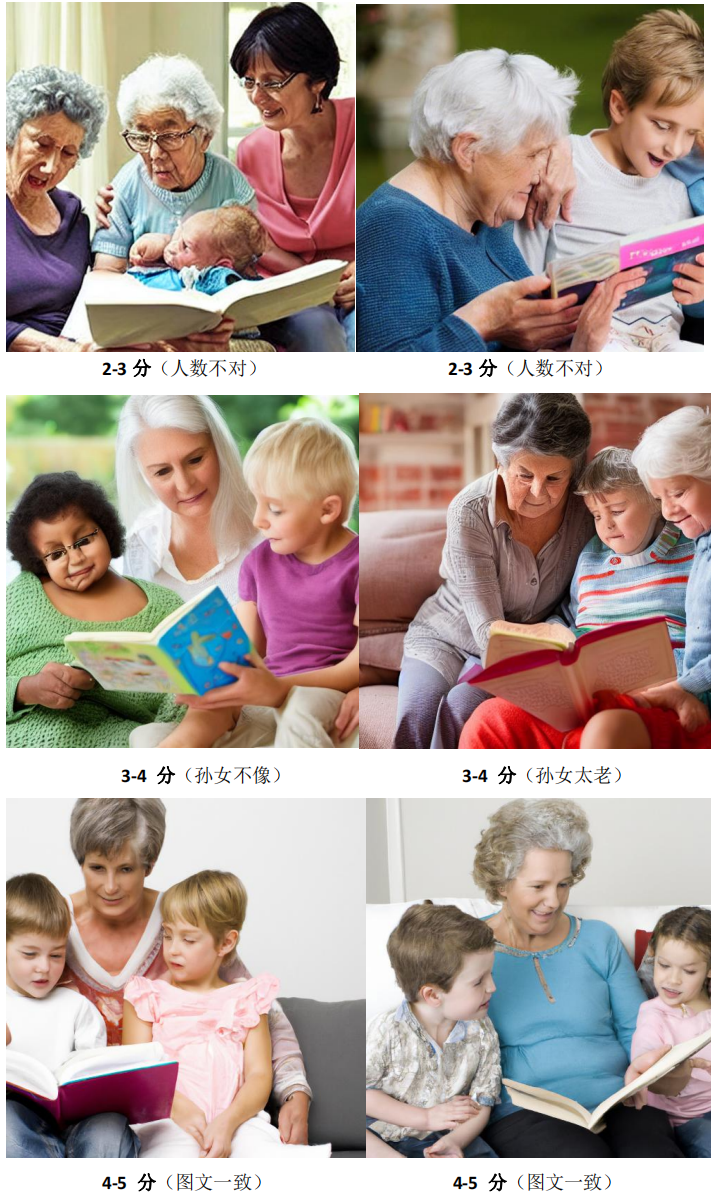 2-3 分（人数不对）
2-3 分（人数不对）
3-4 分（孙女不像）
3-4 分（孙女太老）
4-5 分（图文一致）
4-5 分（图文一致）